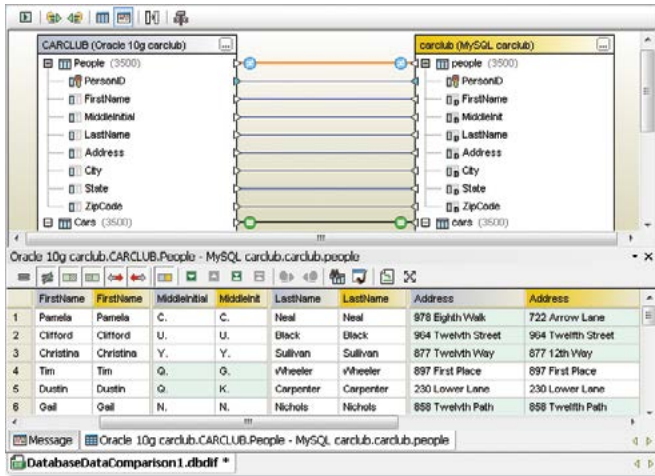 CARCLUB (Oracle 10g carclub)
...
People (3500)
PersonID
FirstName
MiddleInitial
LastName
Address
City
State
ZipCode
Cars (3500)
carclub (MySQL carclub)
...
people (3500)
PersonID
FirstName
MiddleInit
LastName
Address
City
State
ZipCode
cars (3500)
Oracle 10g carclub.CARCLUB.People - MySQL carclub.carclub.people
FirstName FirstName MiddleInitial MiddleInit LastName LastName Address Address
1 Pamela Pamela C. C. Neal Neal 978 Eighth Walk 722 Arrow Lane
2 Clifford Clifford U. U. Black Black 964 Twelvth Street 964 Twelfth Street
3 Christina Christina Y. Y. Sullivan Sullivan 877 Twelvth Way 877 12th Way
4 Tim Tim Q. G. Wheeler Wheeler 897 First Place 897 First Place
5 Dustin Dustin Q. K. Carpenter Carpenter 230 Lower Lane 230 Lower Lane
6 Gail Gail N. N. Nichols Nichols 858 Twelvth Path 858 Twelfth Path
Message Oracle 10g carclub.CARCLUB.People - MySQL carclub.carclub.people
DatabaseDataComparison1.dbdif *